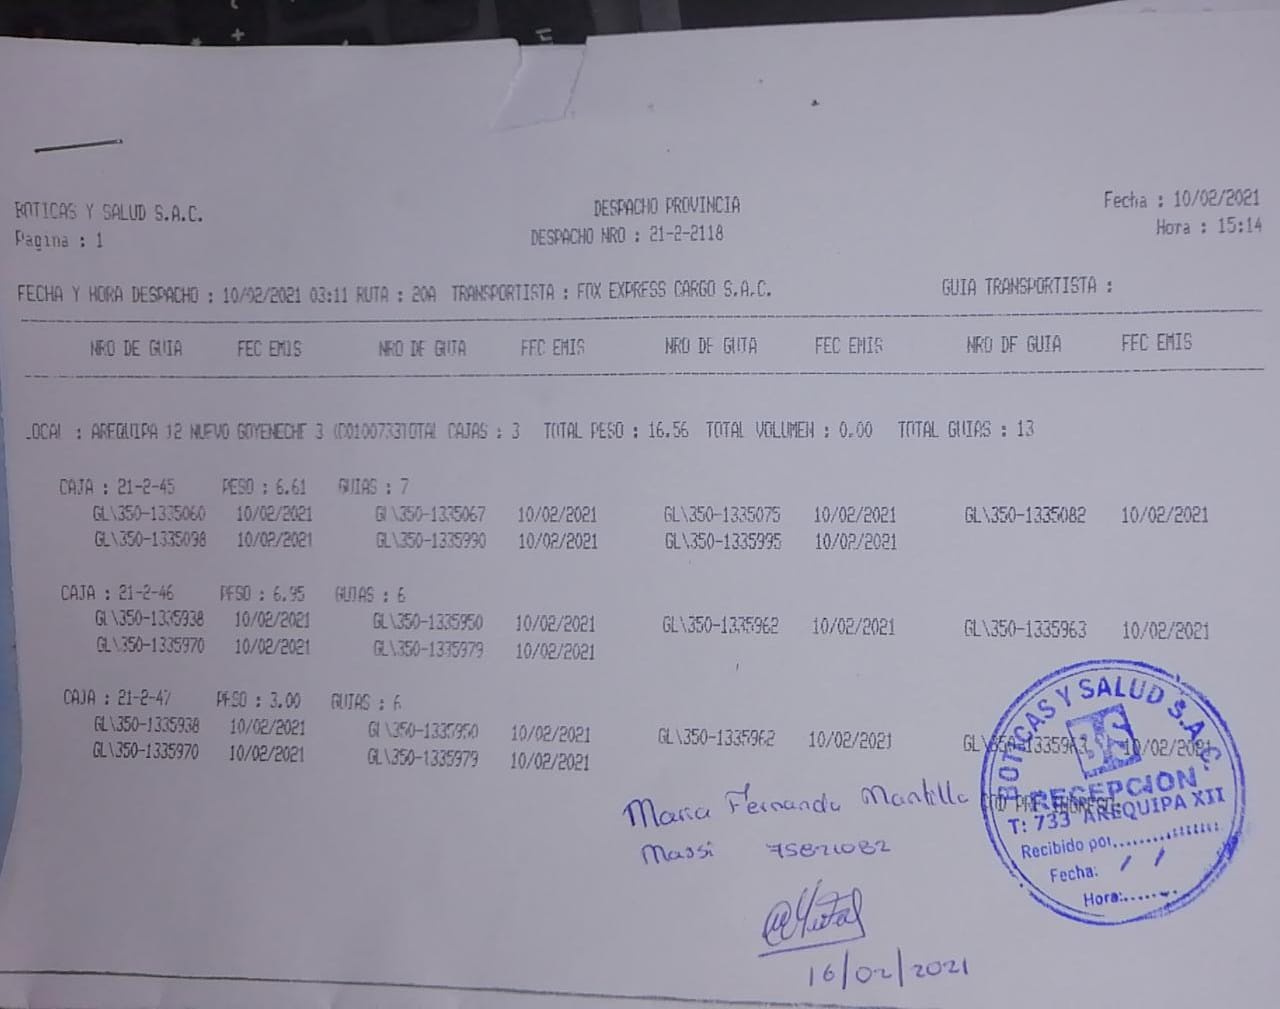 BOTICAS Y SALUD S.A.C. DESPACHO PROVINCIA Fecha : 10/02/2021
Pagina : 1 DESPACHO NRO : 21-2-2118 Hora : 15:14
FECHA Y HORA DESPACHO : 10/02/2021 03:11 RUTA : 20A TRANSPORTISTA : FOX EXPRESS CARGO S.A.C. GUIA TRANSPORTISTA :
NRO DE GUIA FEC EMIS NRO DE GUIA FEC EMIS NRO DE GUIA FEC EMIS NRO DE GUIA FEC EMIS
LOCAL : AREQUIPA 12 NUEVO GOYENECHE 3 (C0100733)TOTAL CAJAS : 3 TOTAL PESO : 16.56 TOTAL VOLUMEN : 0.00 TOTAL GUIAS : 13
CAJA : 21-2-45 PESO : 6.61 GUIAS : 7
GL\350-1335060 10/02/2021 GL\350-1335067 10/02/2021 GL\350-1335075 10/02/2021 GL\350-1335082 10/02/2021
GL\350-1335098 10/02/2021 GL\350-1335990 10/02/2021 GL\350-1335995 10/02/2021
CAJA : 21-2-46 PESO : 6.95 GUIAS : 6
GL\350-1335938 10/02/2021 GL\350-1335950 10/02/2021 GL\350-1335962 10/02/2021 GL\350-1335963 10/02/2021
GL\350-1335970 10/02/2021 GL\350-1335979 10/02/2021
CAJA : 21-2-47 PESO : 3.00 GUIAS : 6
GL\350-1335938 10/02/2021 GL\350-1335950 10/02/2021 GL\350-1335962 10/02/2021 GL\350-1335963 10/02/2021
GL\350-1335970 10/02/2021 GL\350-1335979 10/02/2021
BOTICAS Y SALUD S.A.C.
BYS
RECEPCION
T: 733 AREQUIPA XII
Recibido por...................
Fecha: / /
Hora:.......
Maria Fernanda Mantilla
Massi 75821082
16/02/2021